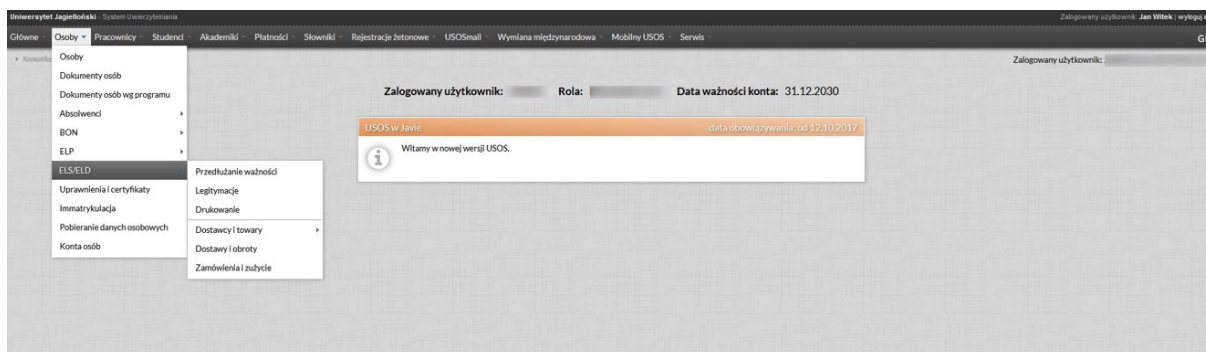 Uniwersytet Jagielloński - System Uwierzytelniania
Zalogowany użytkownik: Jan Witek | wyloguj
Główne Osoby Pracownicy Studenci Akademiki Płatności Słowniki Rejestracje żetonowe USOSmail Wymiana międzynarodowa Mobilny USOS Serwis
Zalogowany użytkownik:
Osoby
Dokumenty osób
Dokumenty osób wg programu
Absolwenci
BON
ELP
ELS/ELD
Uprawnienia i certyfikaty
Immatrykulacja
Pobieranie danych osobowych
Konta osób
Przedłużanie ważności
Legitymacje
Drukowanie
Dostawcy i towary
Dostawy i obroty
Zamówienia i zużycie
Zalogowany użytkownik: Rola: Data ważności konta: 31.12.2030
USOS w Javie data obowiązywania: od 12.10.2017
Witamy w nowej wersji USOS.